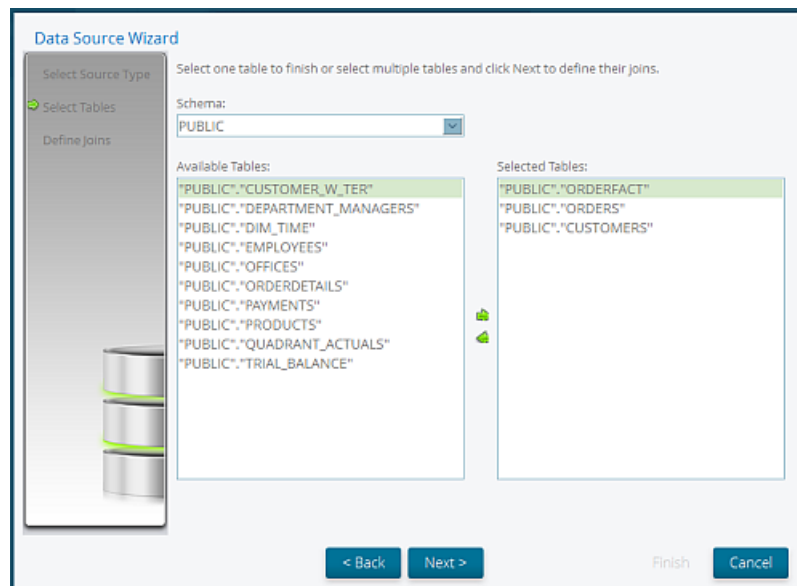 Data Source Wizard
Select Source Type
Select Tables
Define Joins
Select one table to finish or select multiple tables and click Next to define their joins.
Schema:
PUBLIC
Available Tables:
"PUBLIC"."CUSTOMER_W_TER"
"PUBLIC"."DEPARTMENT_MANAGERS"
"PUBLIC"."DIM_TIME"
"PUBLIC"."EMPLOYEES"
"PUBLIC"."OFFICES"
"PUBLIC"."ORDERDETAILS"
"PUBLIC"."PAYMENTS"
"PUBLIC"."PRODUCTS"
"PUBLIC"."QUADRANT_ACTUALS"
"PUBLIC"."TRIAL_BALANCE"
Selected Tables:
"PUBLIC"."ORDERFACT"
"PUBLIC"."ORDERS"
"PUBLIC"."CUSTOMERS"
< Back
Next >
Finish
Cancel